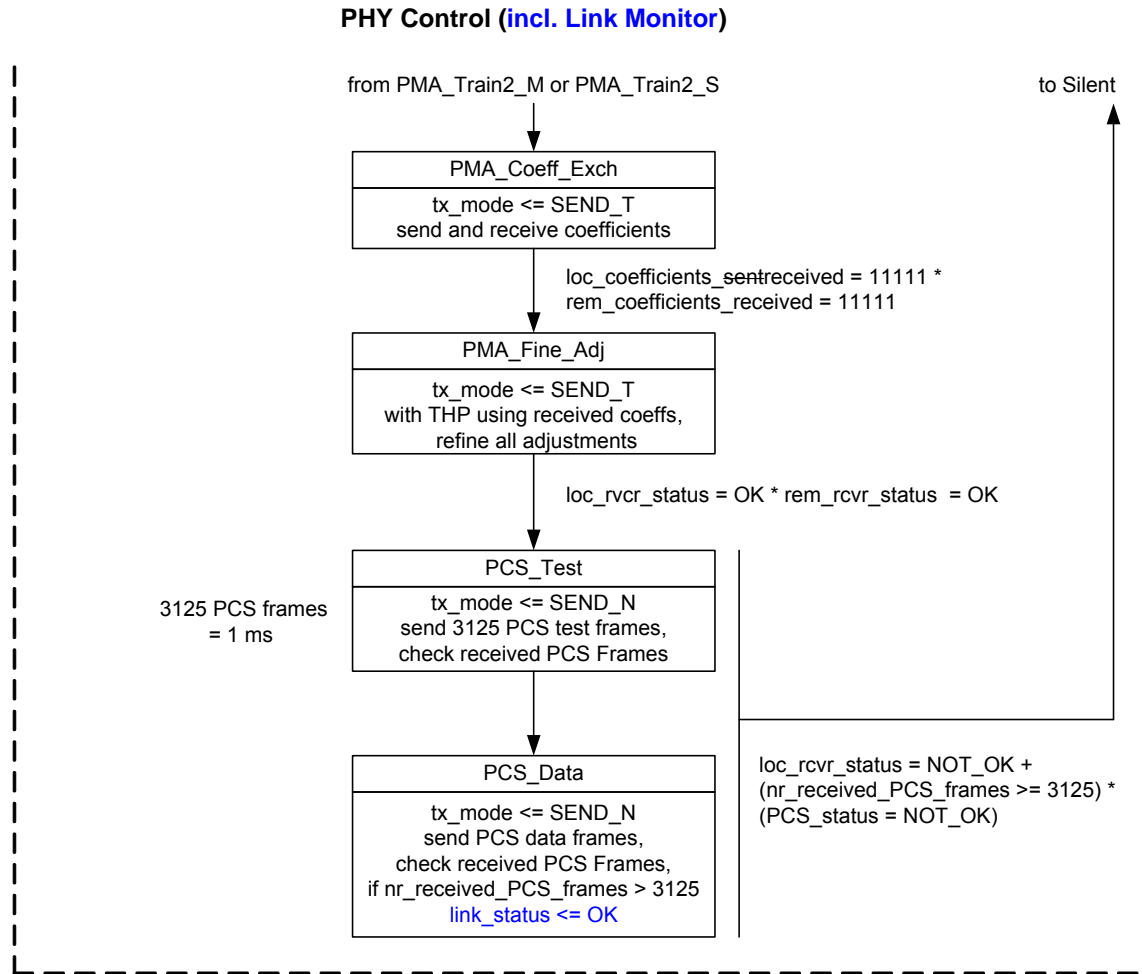 PHY Control (incl. Link Monitor)
from PMA_Train2_M or PMA_Train2_S
to Silent
PMA_Coeff_Exch
tx_mode <= SEND_T
send and receive coefficients
loc_coefficients_sentreceived = 11111 *
rem_coefficients_received = 11111
PMA_Fine_Adj
tx_mode <= SEND_T
with THP using received coeffs,
refine all adjustments
loc_rvcr_status = OK * rem_rcvr_status  = OK
PCS_Test
tx_mode <= SEND_N
send 3125 PCS test frames,
check received PCS Frames
3125 PCS frames
= 1 ms
PCS_Data
tx_mode <= SEND_N
send PCS data frames,
check received PCS Frames,
if nr_received_PCS_frames > 3125
link_status <= OK
loc_rcvr_status = NOT_OK +
(nr_received_PCS_frames >= 3125) *
(PCS_status = NOT_OK)